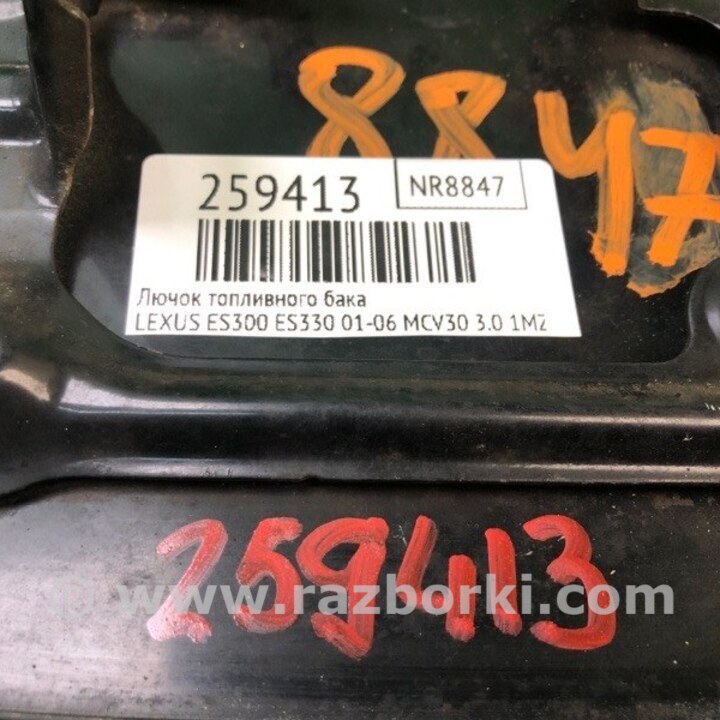 8847
259413 NR8847
Лючок топливного бака
LEXUS ES300 ES330 01-06 MCV30 3.0 1MZ
259413
© www.razborki.com